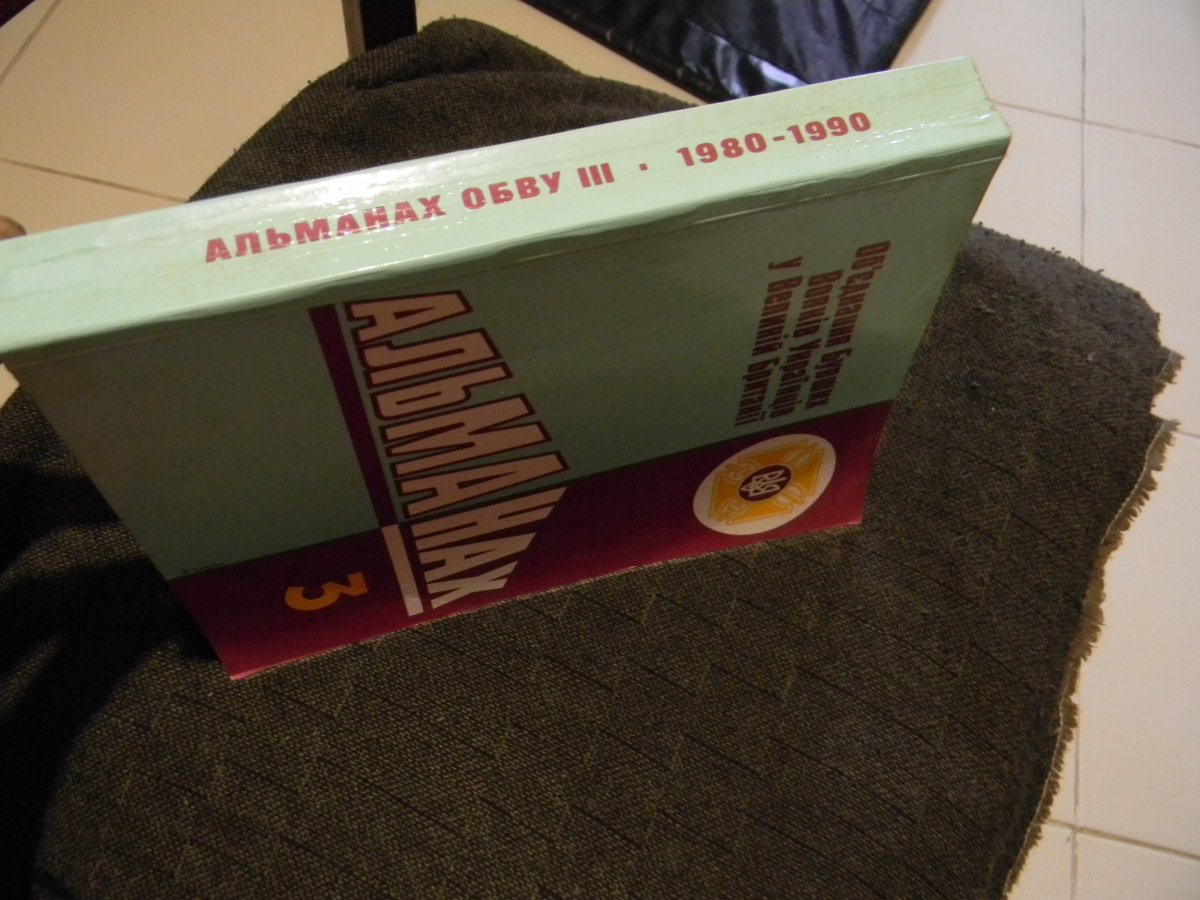 АЛЬМАНАХ ОБВУ III · 1980-1990
Об'єднання Бувших
Вояків Українців
у Великій Британії
АЛЬМАНАХ
3